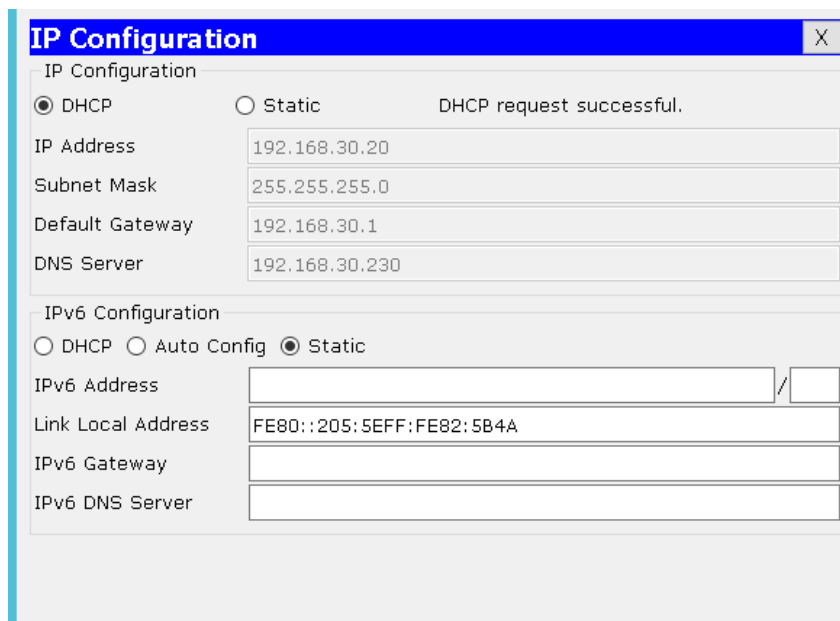 IP Configuration
X
IP Configuration
DHCP Static DHCP request successful.
IP Address 192.168.30.20
Subnet Mask 255.255.255.0
Default Gateway 192.168.30.1
DNS Server 192.168.30.230
IPv6 Configuration
DHCP Auto Config Static
IPv6 Address /
Link Local Address FE80::205:5EFF:FE82:5B4A
IPv6 Gateway
IPv6 DNS Server